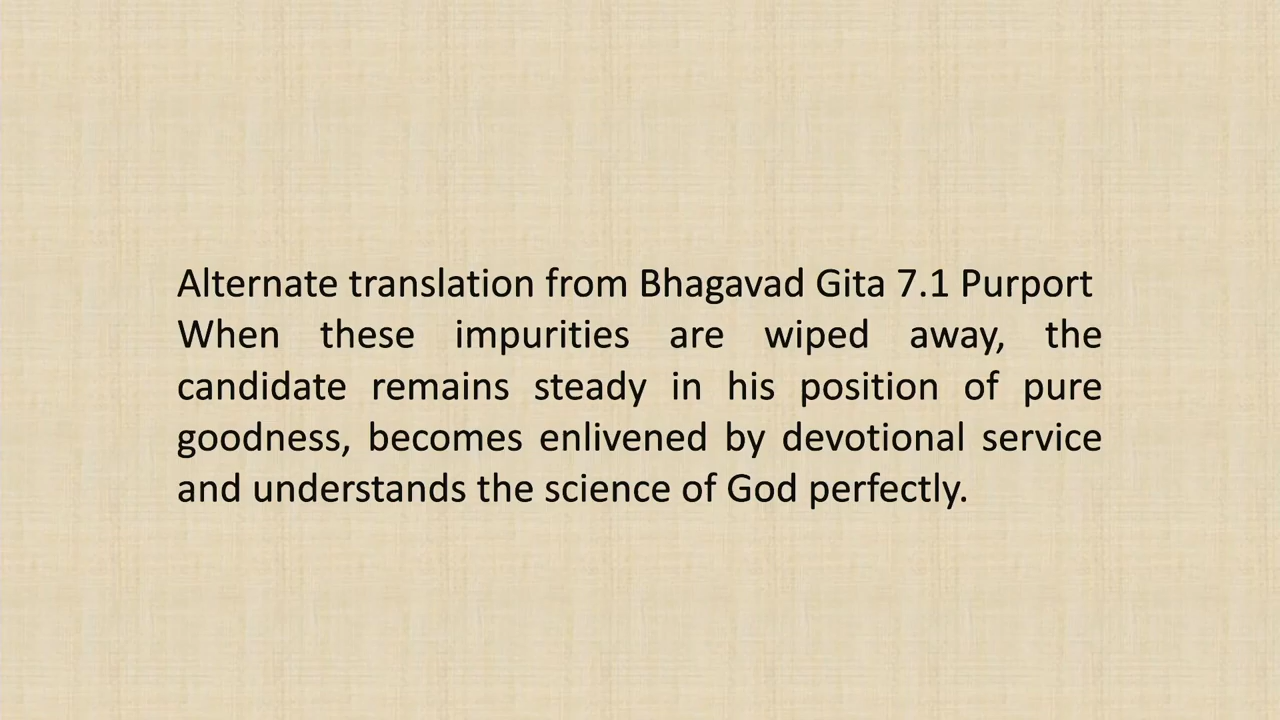 Alternate translation from Bhagavad Gita 7.1 Purport
When these impurities are wiped away, the
candidate remains steady in his position of pure
goodness, becomes enlivened by devotional service
and understands the science of God perfectly.